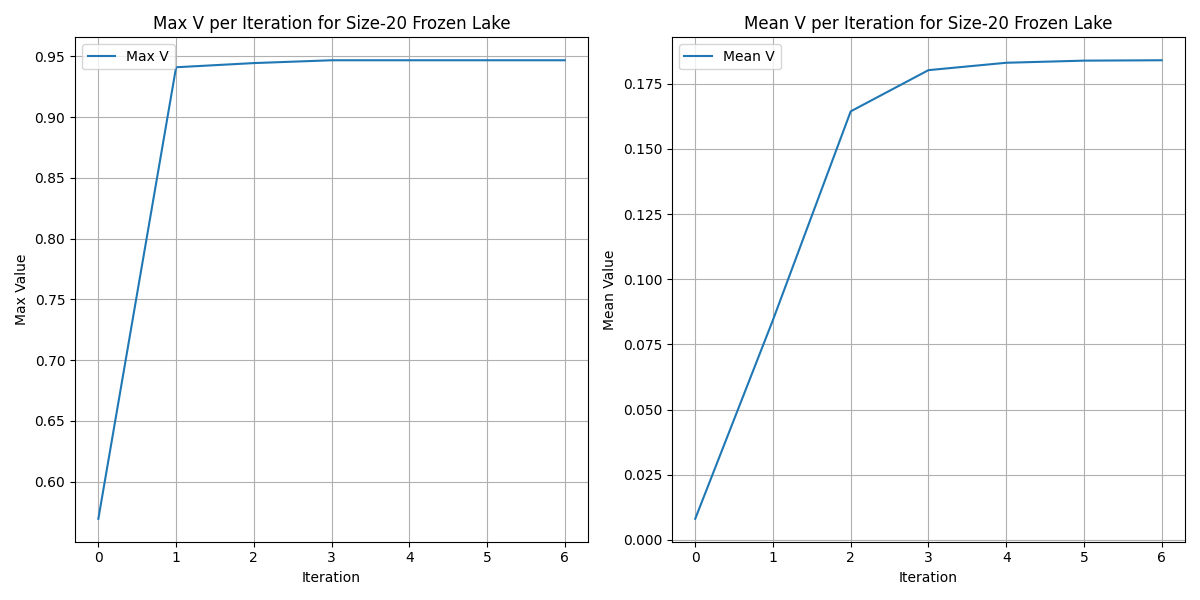 Max V per Iteration for Size-20 Frozen Lake
Max V
0.95
0.90
0.85
0.80
0.75
0.70
0.65
0.60
Max Value
0 1 2 3 4 5 6
Iteration
Mean V per Iteration for Size-20 Frozen Lake
Mean V
0.175
0.150
0.125
0.100
0.075
0.050
0.025
0.000
Mean Value
0 1 2 3 4 5 6
Iteration